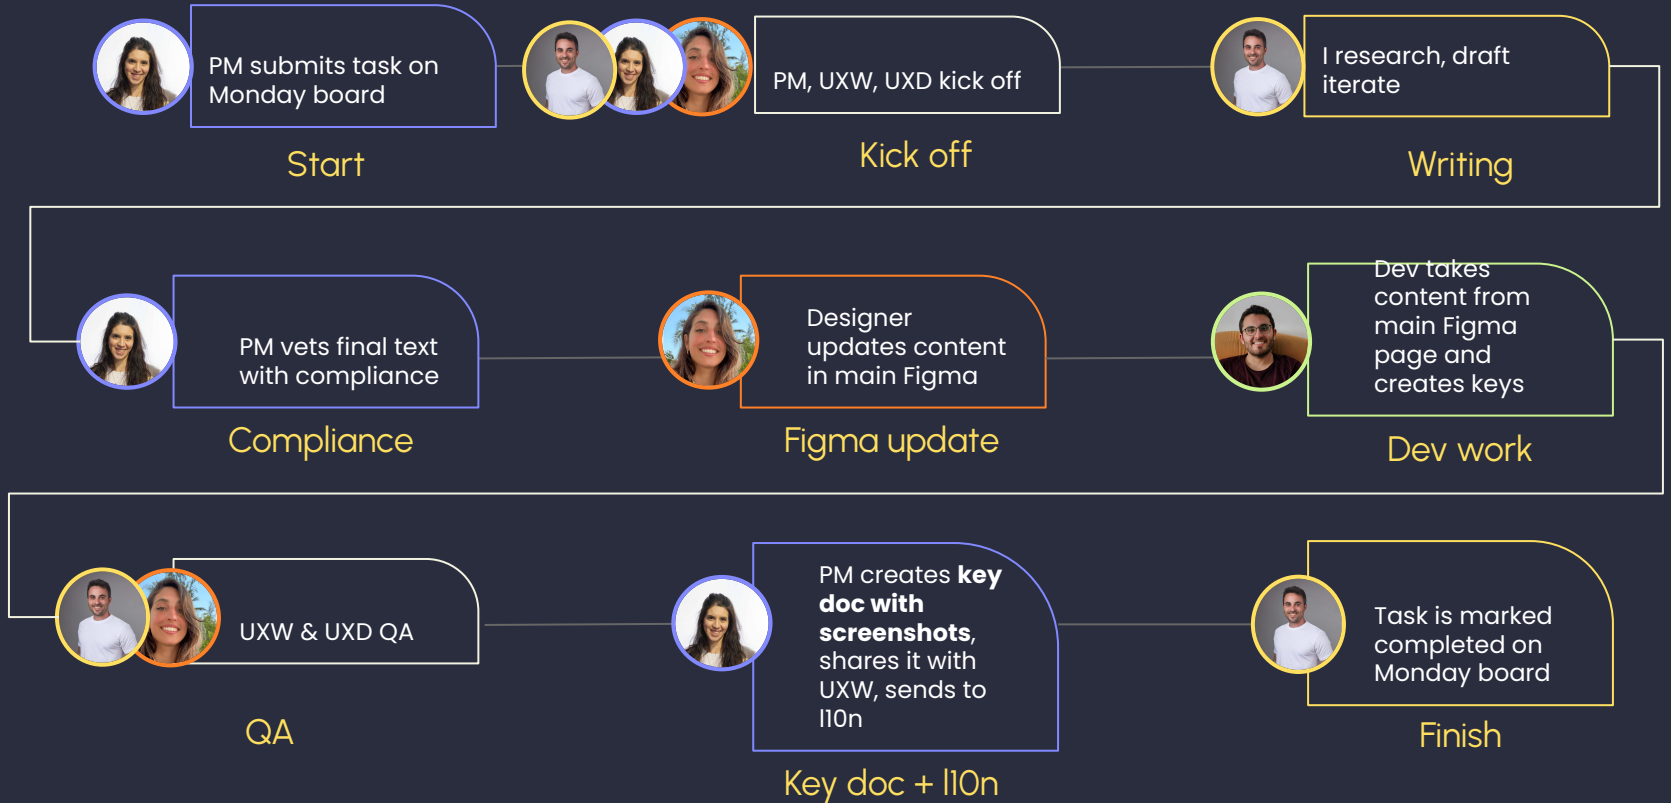 PM submits task on
Monday board
Start
PM, UXW, UXD kick off
Kick off
I research, draft
iterate
Writing
PM vets final text
with compliance
Compliance
Designer
updates content
in main Figma
Figma update
Dev takes
content from
main Figma
page and
creates keys
Dev work
UXW & UXD QA
QA
PM creates key
doc with
screenshots,
shares it with
UXW, sends to
l10n
Key doc + l10n
Task is marked
completed on
Monday board
Finish